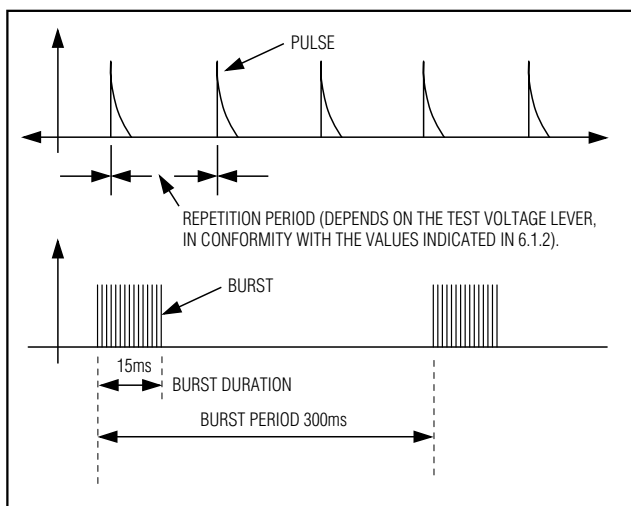 PULSE
REPETITION PERIOD (DEPENDS ON THE TEST VOLTAGE LEVER,
IN CONFORMITY WITH THE VALUES INDICATED IN 6.1.2).
BURST
15ms
BURST DURATION
BURST PERIOD 300ms